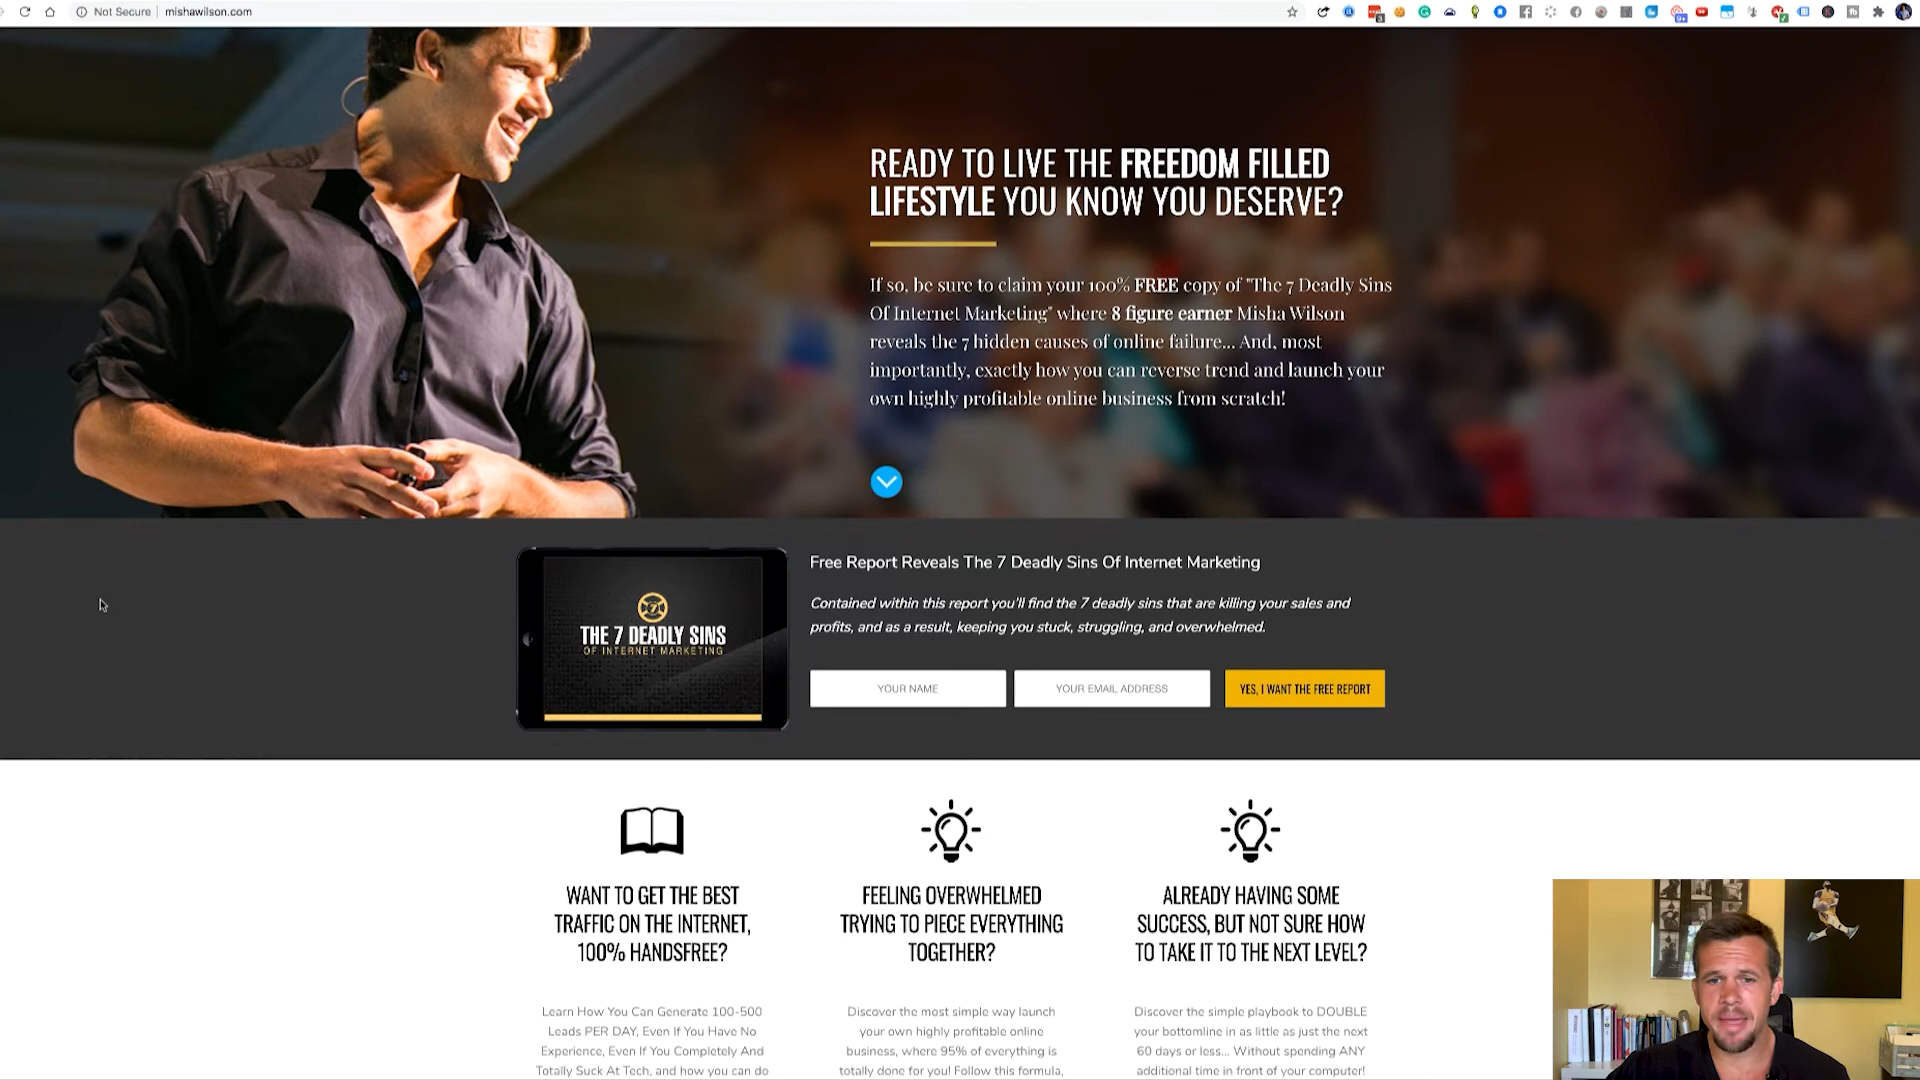 Not Secure
mishawilson.com
READY TO LIVE THE FREEDOM FILLED
LIFESTYLE YOU KNOW YOU DESERVE?
If so, be sure to claim your 100% FREE copy of "The 7 Deadly Sins
Of Internet Marketing" where 8 figure earner Misha Wilson
reveals the 7 hidden causes of online failure... And, most
importantly, exactly how you can reverse trend and launch your
own highly profitable online business from scratch!
7
THE 7 DEADLY SINS
OF INTERNET MARKETING
Free Report Reveals The 7 Deadly Sins Of Internet Marketing
Contained within this report you'll find the 7 deadly sins that are killing your sales and
profits, and as a result, keeping you stuck, struggling, and overwhelmed.
YOUR NAME
YOUR EMAIL ADDRESS
YES, I WANT THE FREE REPORT
WANT TO GET THE BEST
TRAFFIC ON THE INTERNET,
100% HANDSFREE?
Learn How You Can Generate 100-500
Leads PER DAY, Even If You Have No
Experience, Even If You Completely And
Totally Suck At Tech, and how you can do
FEELING OVERWHELMED
TRYING TO PIECE EVERYTHING
TOGETHER?
Discover the most simple way launch
your own highly profitable online
business, where 95% of everything is
totally done for you! Follow this formula,
ALREADY HAVING SOME
SUCCESS, BUT NOT SURE HOW
TO TAKE IT TO THE NEXT LEVEL?
Discover the simple playbook to DOUBLE
your bottomline in as little as just the next
60 days or less... Without spending ANY
additional time in front of your computer!